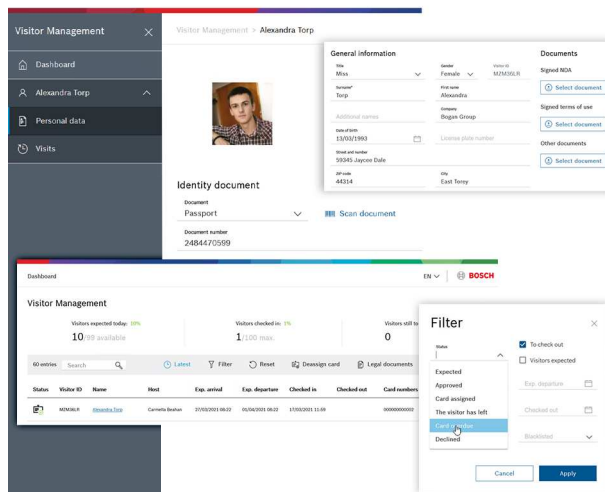 Visitor Management
Dashboard
Alexandra Torp
Personal data
Visits
Visitor Management > Alexandra Torp
Identity document
Document
Passport
Scan document
Document number
2484470599
General information
Title
Miss
Gender
Female
Visitor ID
MZM36LR
Surname*
Torp
First name
Alexandra
Additional names
Company
Bogan Group
Date of birth
13/03/1993
License plate number
Street and number
59345 Jaycee Dale
ZIP code
44314
City
East Torey
Documents
Signed NDA
Select document
Signed terms of use
Select document
Other documents
Select document
Dashboard
EN
BOSCH
Visitor Management
Visitors expected today: 10%
10/99 available
Visitors checked in: 1%
1/100 max.
Visitors still to
0
60 entries
Search
Latest
Filter
Reset
Deassign card
Legal documents
Status Visitor ID Name Host Exp. arrival Exp. departure Checked in Checked out Card numbers
MZM36LR Alexandra Torp Carmella Beahan 27/03/2021 08:22 01/04/2021 08:22 17/03/2021 11:59
Filter
Status
Expected
Approved
Card assigned
The visitor has left
Card overdue
Declined
To check out
Visitors expected
Exp. departure
Checked out
Blacklisted
Cancel
Apply